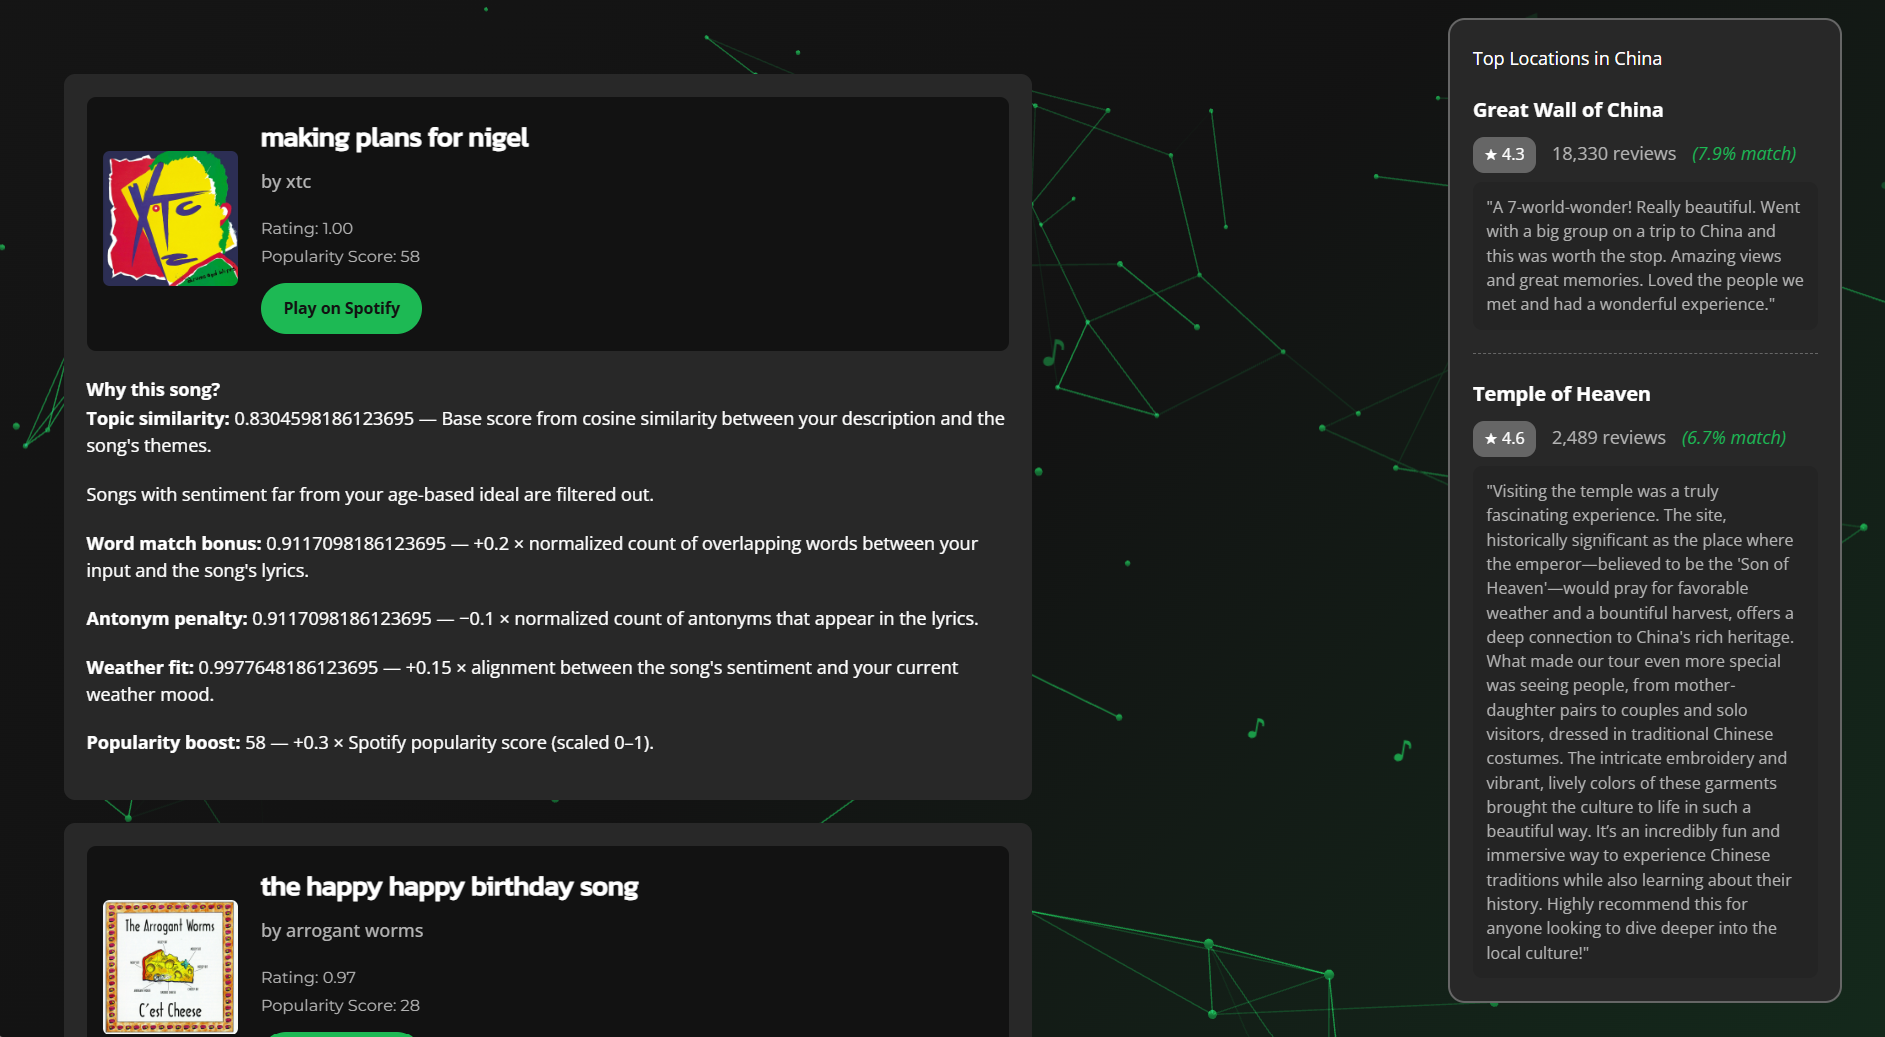 making plans for nigel
by xtc
Rating: 1.00
Popularity Score: 58
Play on Spotify
XTC
Why this song?
Topic similarity: 0.8304598186123695 — Base score from cosine similarity between your description and the
song's themes.
Songs with sentiment far from your age-based ideal are filtered out.
Word match bonus: 0.9117098186123695 — +0.2 × normalized count of overlapping words between your
input and the song's lyrics.
Antonym penalty: 0.9117098186123695 — −0.1 × normalized count of antonyms that appear in the lyrics.
Weather fit: 0.9977648186123695 — +0.15 × alignment between the song's sentiment and your current
weather mood.
Popularity boost: 58 — +0.3 × Spotify popularity score (scaled 0–1).
the happy happy birthday song
by arrogant worms
Rating: 0.97
Popularity Score: 28
The Arrogant Worms
C'est Cheese
Top Locations in China
Great Wall of China
★ 4.3 18,330 reviews (7.9% match)
"A 7-world-wonder! Really beautiful. Went
with a big group on a trip to China and
this was worth the stop. Amazing views
and great memories. Loved the people we
met and had a wonderful experience."
Temple of Heaven
★ 4.6 2,489 reviews (6.7% match)
"Visiting the temple was a truly
fascinating experience. The site,
historically significant as the place where
the emperor—believed to be the 'Son of
Heaven'—would pray for favorable
weather and a bountiful harvest, offers a
deep connection to China's rich heritage.
What made our tour even more special
was seeing people, from mother-
daughter pairs to couples and solo
visitors, dressed in traditional Chinese
costumes. The intricate embroidery and
vibrant, lively colors of these garments
brought the culture to life in such a
beautiful way. It’s an incredibly fun and
immersive way to experience Chinese
traditions while also learning about their
history. Highly recommend this for
anyone looking to dive deeper into the
local culture!"